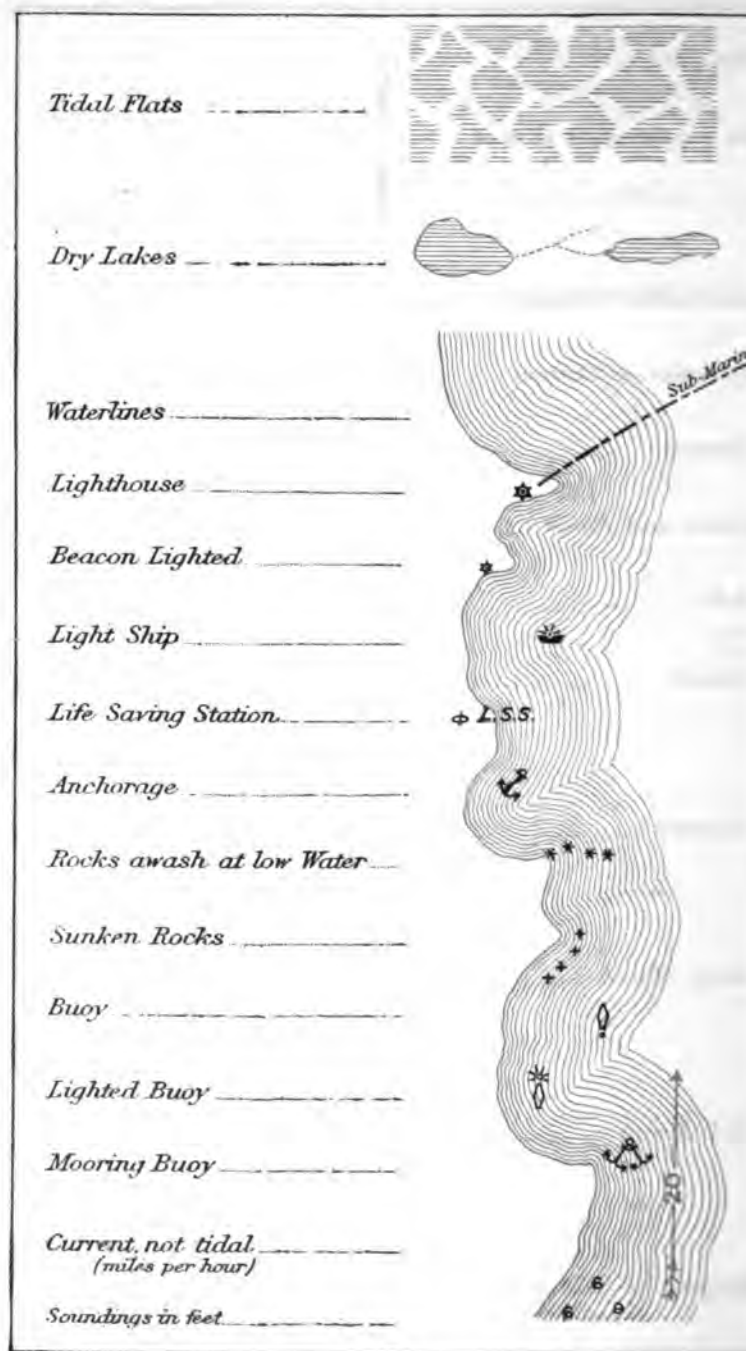 Tidal Flats
Dry Lakes
Sub-Marin
Waterlines
Lighthouse
Beacon Lighted
Light Ship
Life Saving Station
L.S.S.
Anchorage
Rocks awash at low Water
Sunken Rocks
Buoy
Lighted Buoy
Mooring Buoy
20
Current, not tidal
(miles per hour)
Soundings in feet
6
6